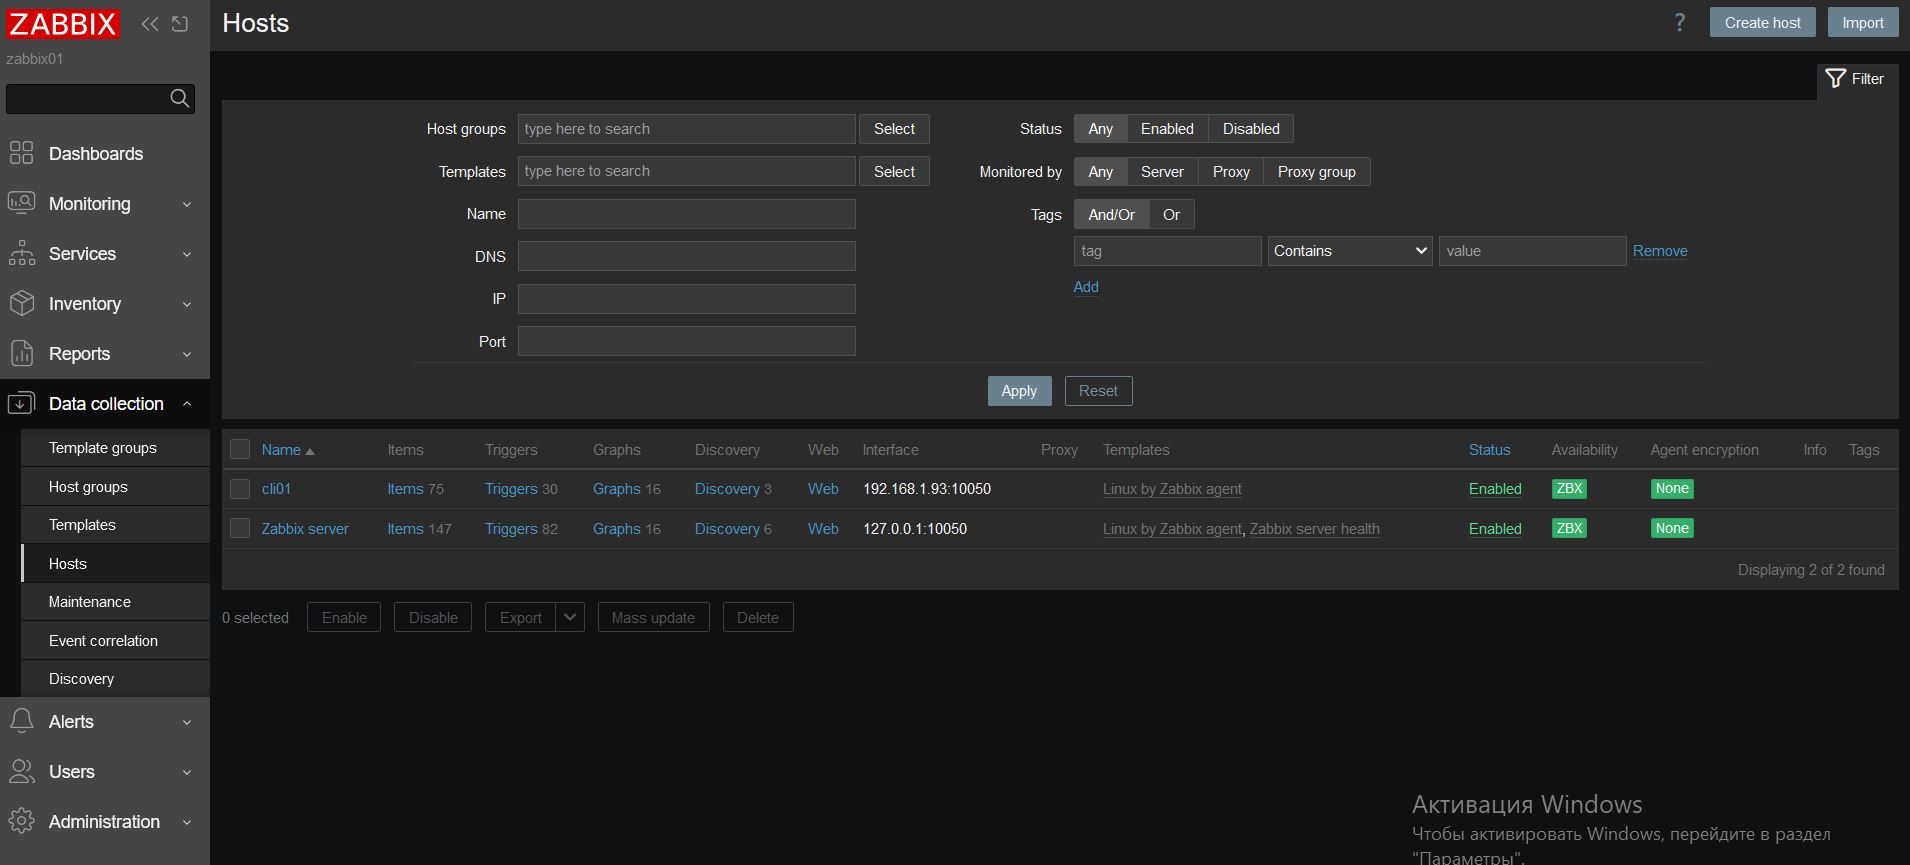 ZABBIX
zabbix01
Dashboards
Monitoring
Services
Inventory
Reports
Data collection
Template groups
Host groups
Templates
Hosts
Maintenance
Event correlation
Discovery
Alerts
Users
Administration
Hosts
? Create host Import
Filter
Host groups type here to search Select
Templates type here to search Select
Name
DNS
IP
Port
Status Any Enabled Disabled
Monitored by Any Server Proxy Proxy group
Tags And/Or Or
tag Contains value Remove
Add
Apply Reset
Name Items Triggers Graphs Discovery Web Interface Proxy Templates Status Availability Agent encryption Info Tags
cli01 Items 75 Triggers 30 Graphs 16 Discovery 3 Web 192.168.1.93:10050 Linux by Zabbix agent Enabled ZBX None
Zabbix server Items 147 Triggers 82 Graphs 16 Discovery 6 Web 127.0.0.1:10050 Linux by Zabbix agent, Zabbix server health Enabled ZBX None
Displaying 2 of 2 found
0 selected Enable Disable Export Mass update Delete
Активация Windows
Чтобы активировать Windows, перейдите в раздел
"Параметры".